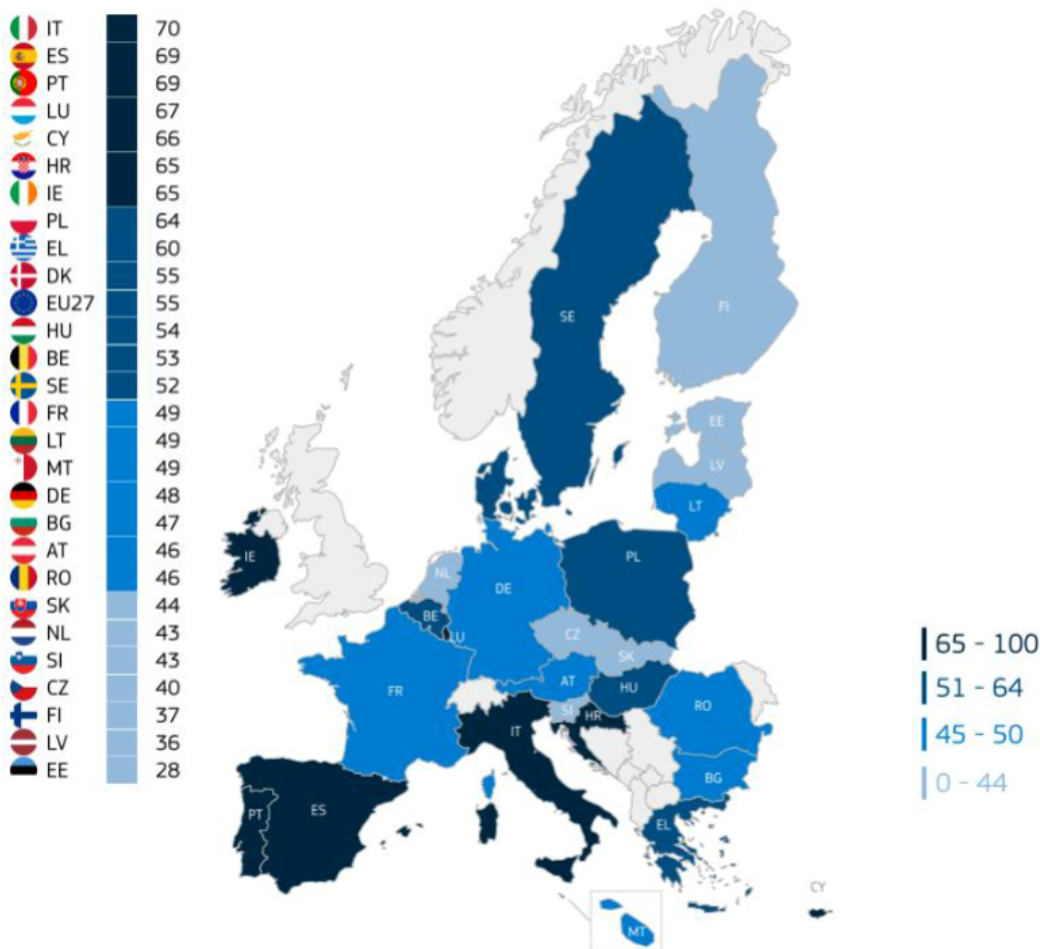 IT 70
ES 69
PT 69
LU 67
CY 66
HR 65
IE 65
PL 64
EL 60
DK 55
EU27 55
HU 54
BE 53
SE 52
FR 49
LT 49
MT 49
DE 48
BG 47
AT 46
RO 46
SK 44
NL 43
SI 43
CZ 40
FI 37
LV 36
EE 28
SE
FI
EE
LV
LT
IE
NL
PL
DE
BE
LU
CZ
SK
FR
AT
HU
SI
HR
RO
IT
BG
PT
ES
EL
CY
MT
65 - 100
51 - 64
45 - 50
0 - 44